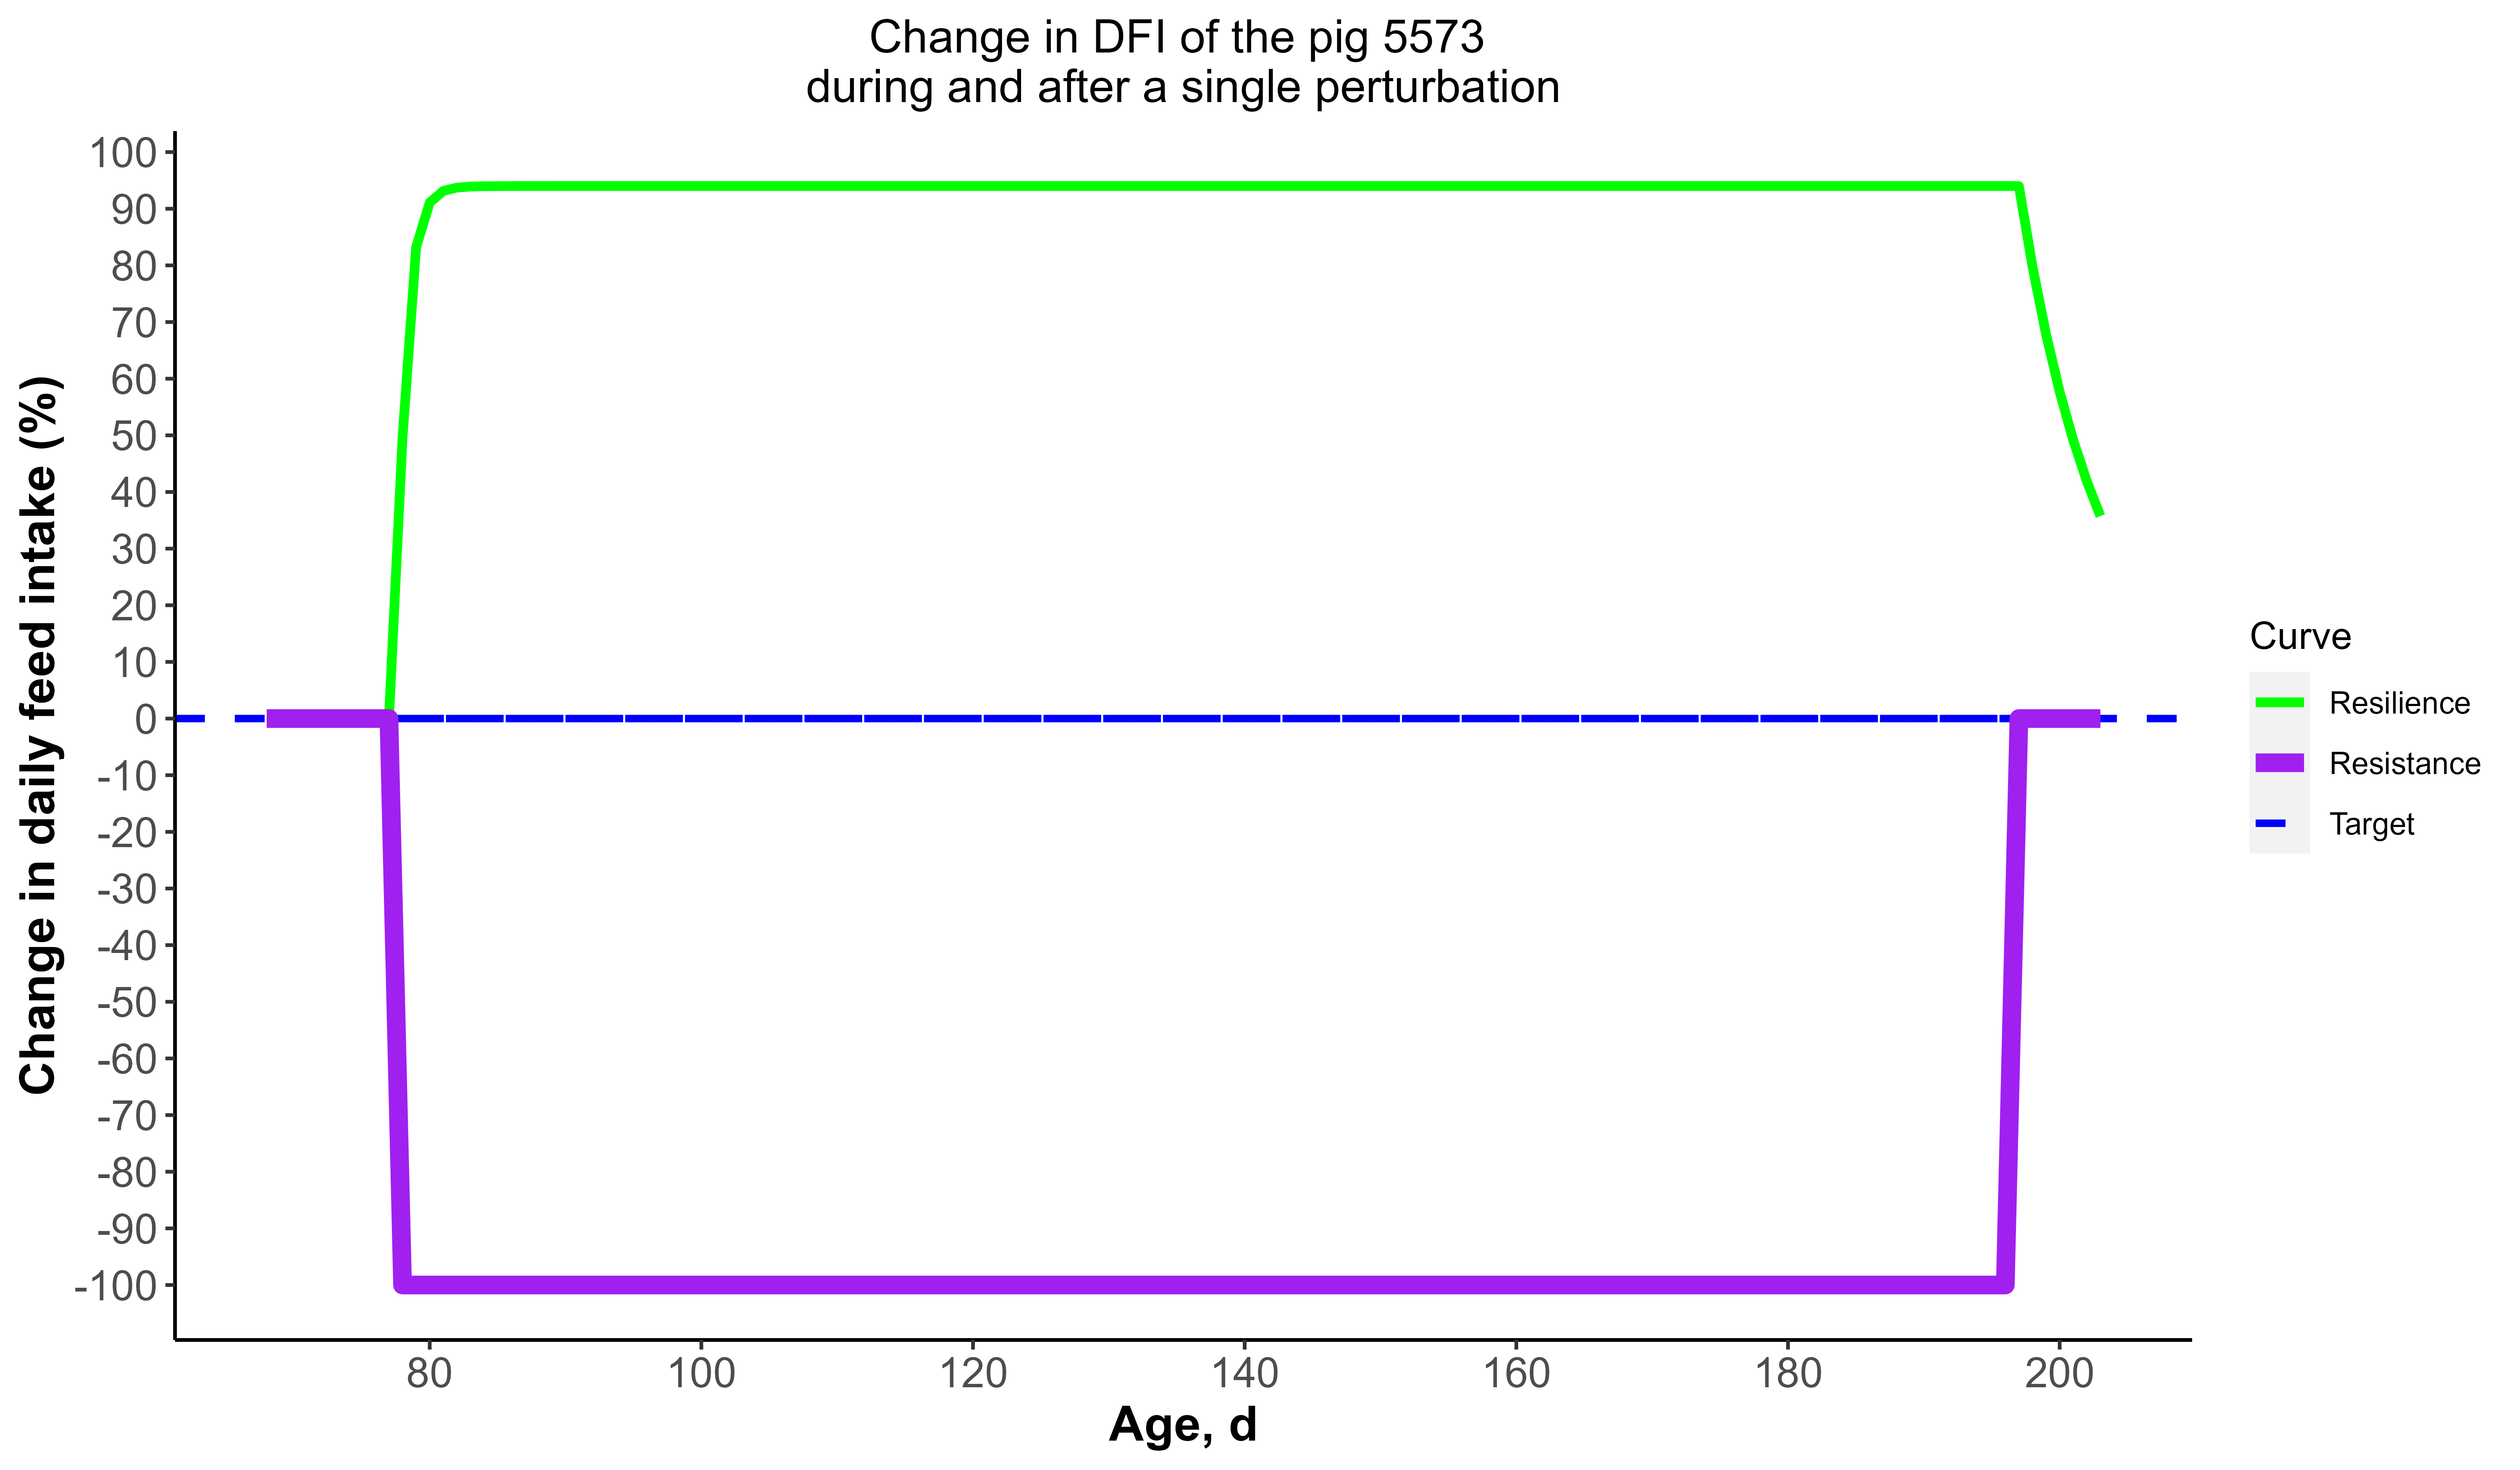 Change in DFI of the pig 5573
during and after a single perturbation
Change in daily feed intake (%)
100
90
80
70
60
50
40
30
20
10
0
-10
-20
-30
-40
-50
-60
-70
-80
-90
-100
80 100 120 140 160 180 200
Age, d
Curve
Resilience
Resistance
Target